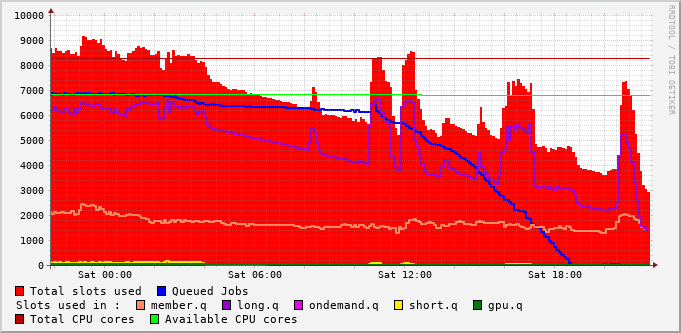 10000
9000
8000
7000
6000
5000
4000
3000
2000
1000
0
Sat 00:00 Sat 06:00 Sat 12:00 Sat 18:00
RRDTOOL / TOBI OETIKER
Total slots used Queued Jobs
Slots used in : member.q long.q ondemand.q short.q gpu.q
Total CPU cores Available CPU cores